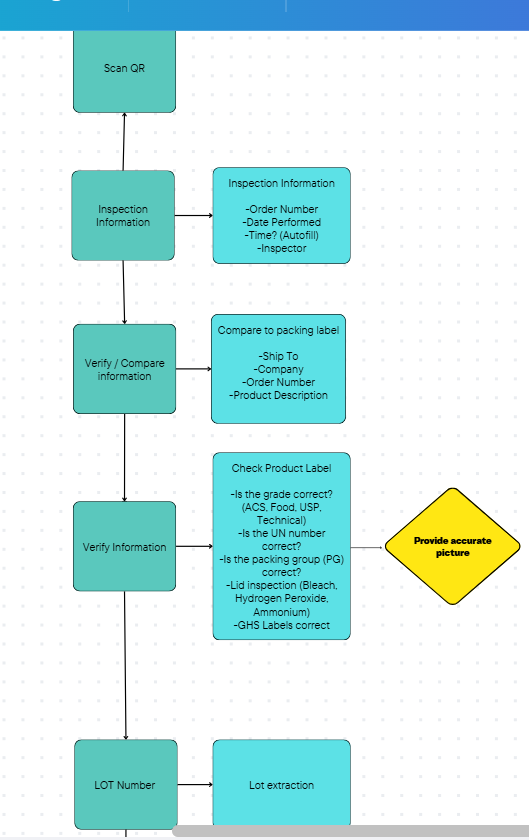 Scan QR
Inspection
Information
Inspection Information
-Order Number
-Date Performed
-Time? (Autofill)
-Inspector
Verify / Compare
information
Compare to packing label
-Ship To
-Company
-Order Number
-Product Description
Verify Information
Check Product Label
-Is the grade correct?
(ACS, Food, USP,
Technical)
-Is the UN number
correct?
-Is the packing group (PG)
correct?
-Lid inspection (Bleach,
Hydrogen Peroxide,
Ammonium)
-GHS Labels correct
Provide accurate
picture
LOT Number
Lot extraction